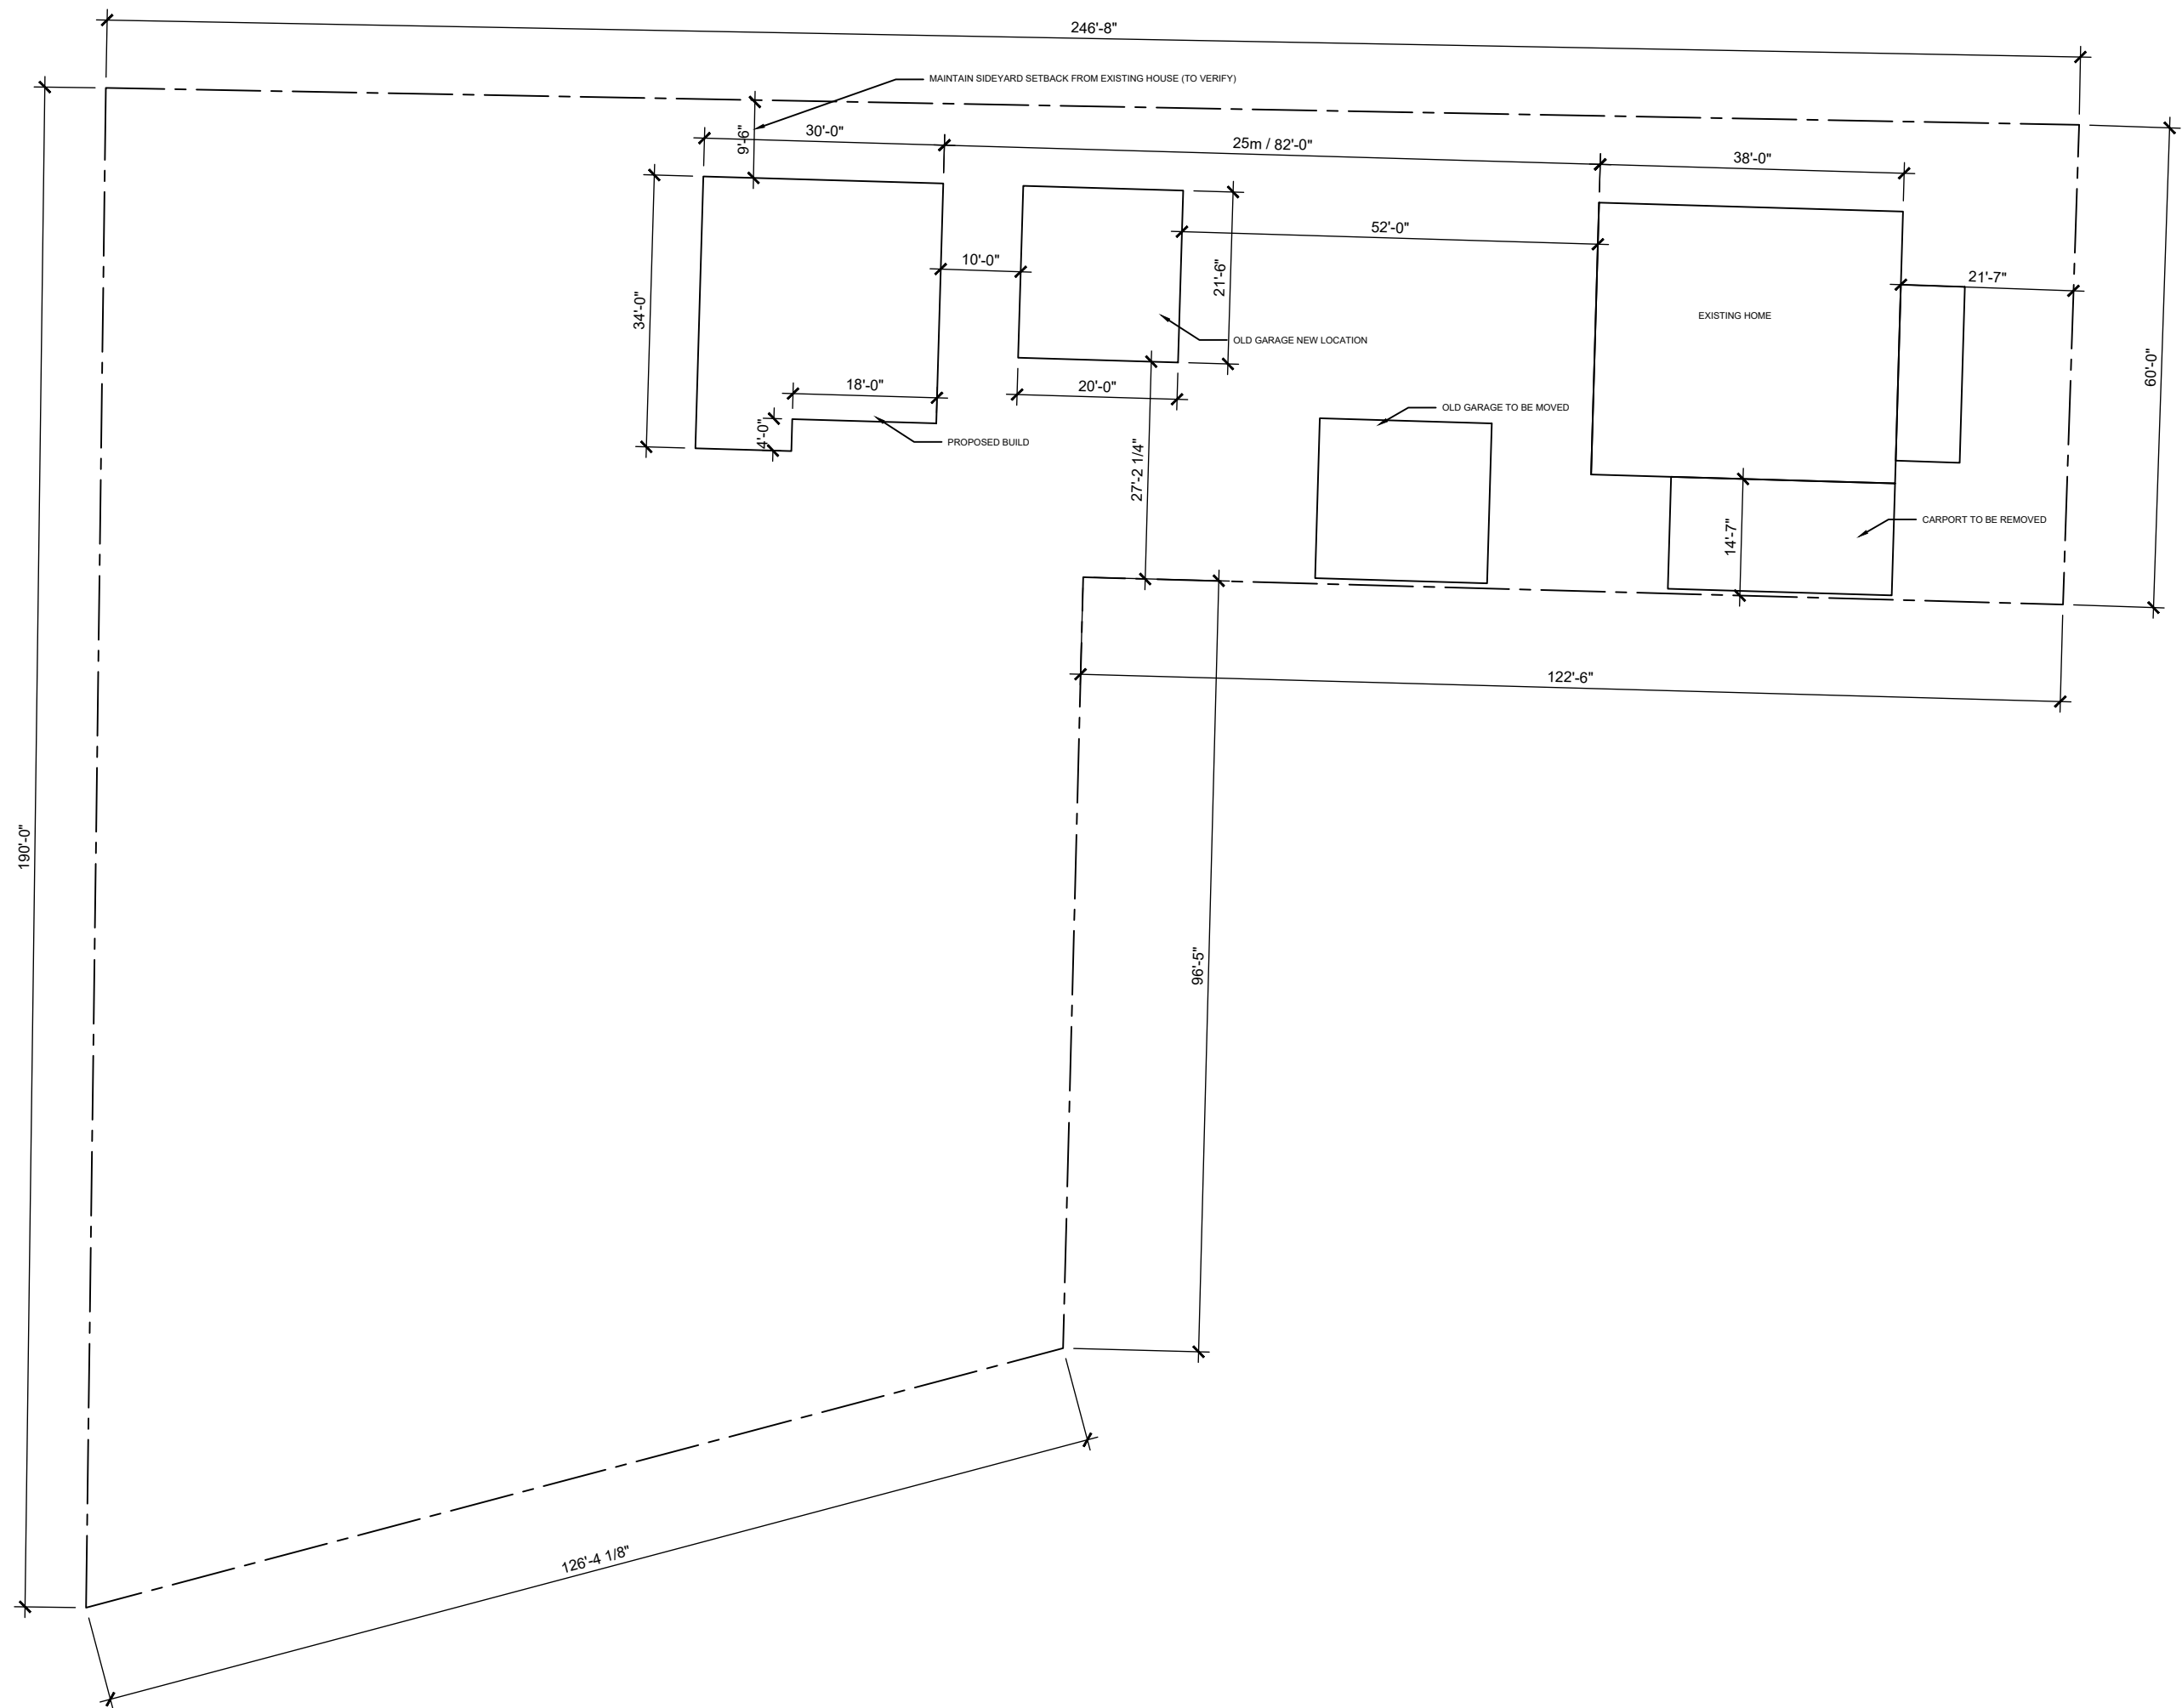 246'-8"
MAINTAIN SIDEYARD SETBACK FROM EXISTING HOUSE (TO VERIFY)
9'-6"
30'-0"
25m / 82'-0"
38'-0"
52'-0"
10'-0"
21'-6"
21'-7"
34'-0"
EXISTING HOME
OLD GARAGE NEW LOCATION
60'-0"
18'-0"
20'-0"
OLD GARAGE TO BE MOVED
4'-0"
PROPOSED BUILD
27'-2 1/4"
14'-7"
CARPORT TO BE REMOVED
122'-6"
190'-0"
96'-5"
126'-4 1/8"